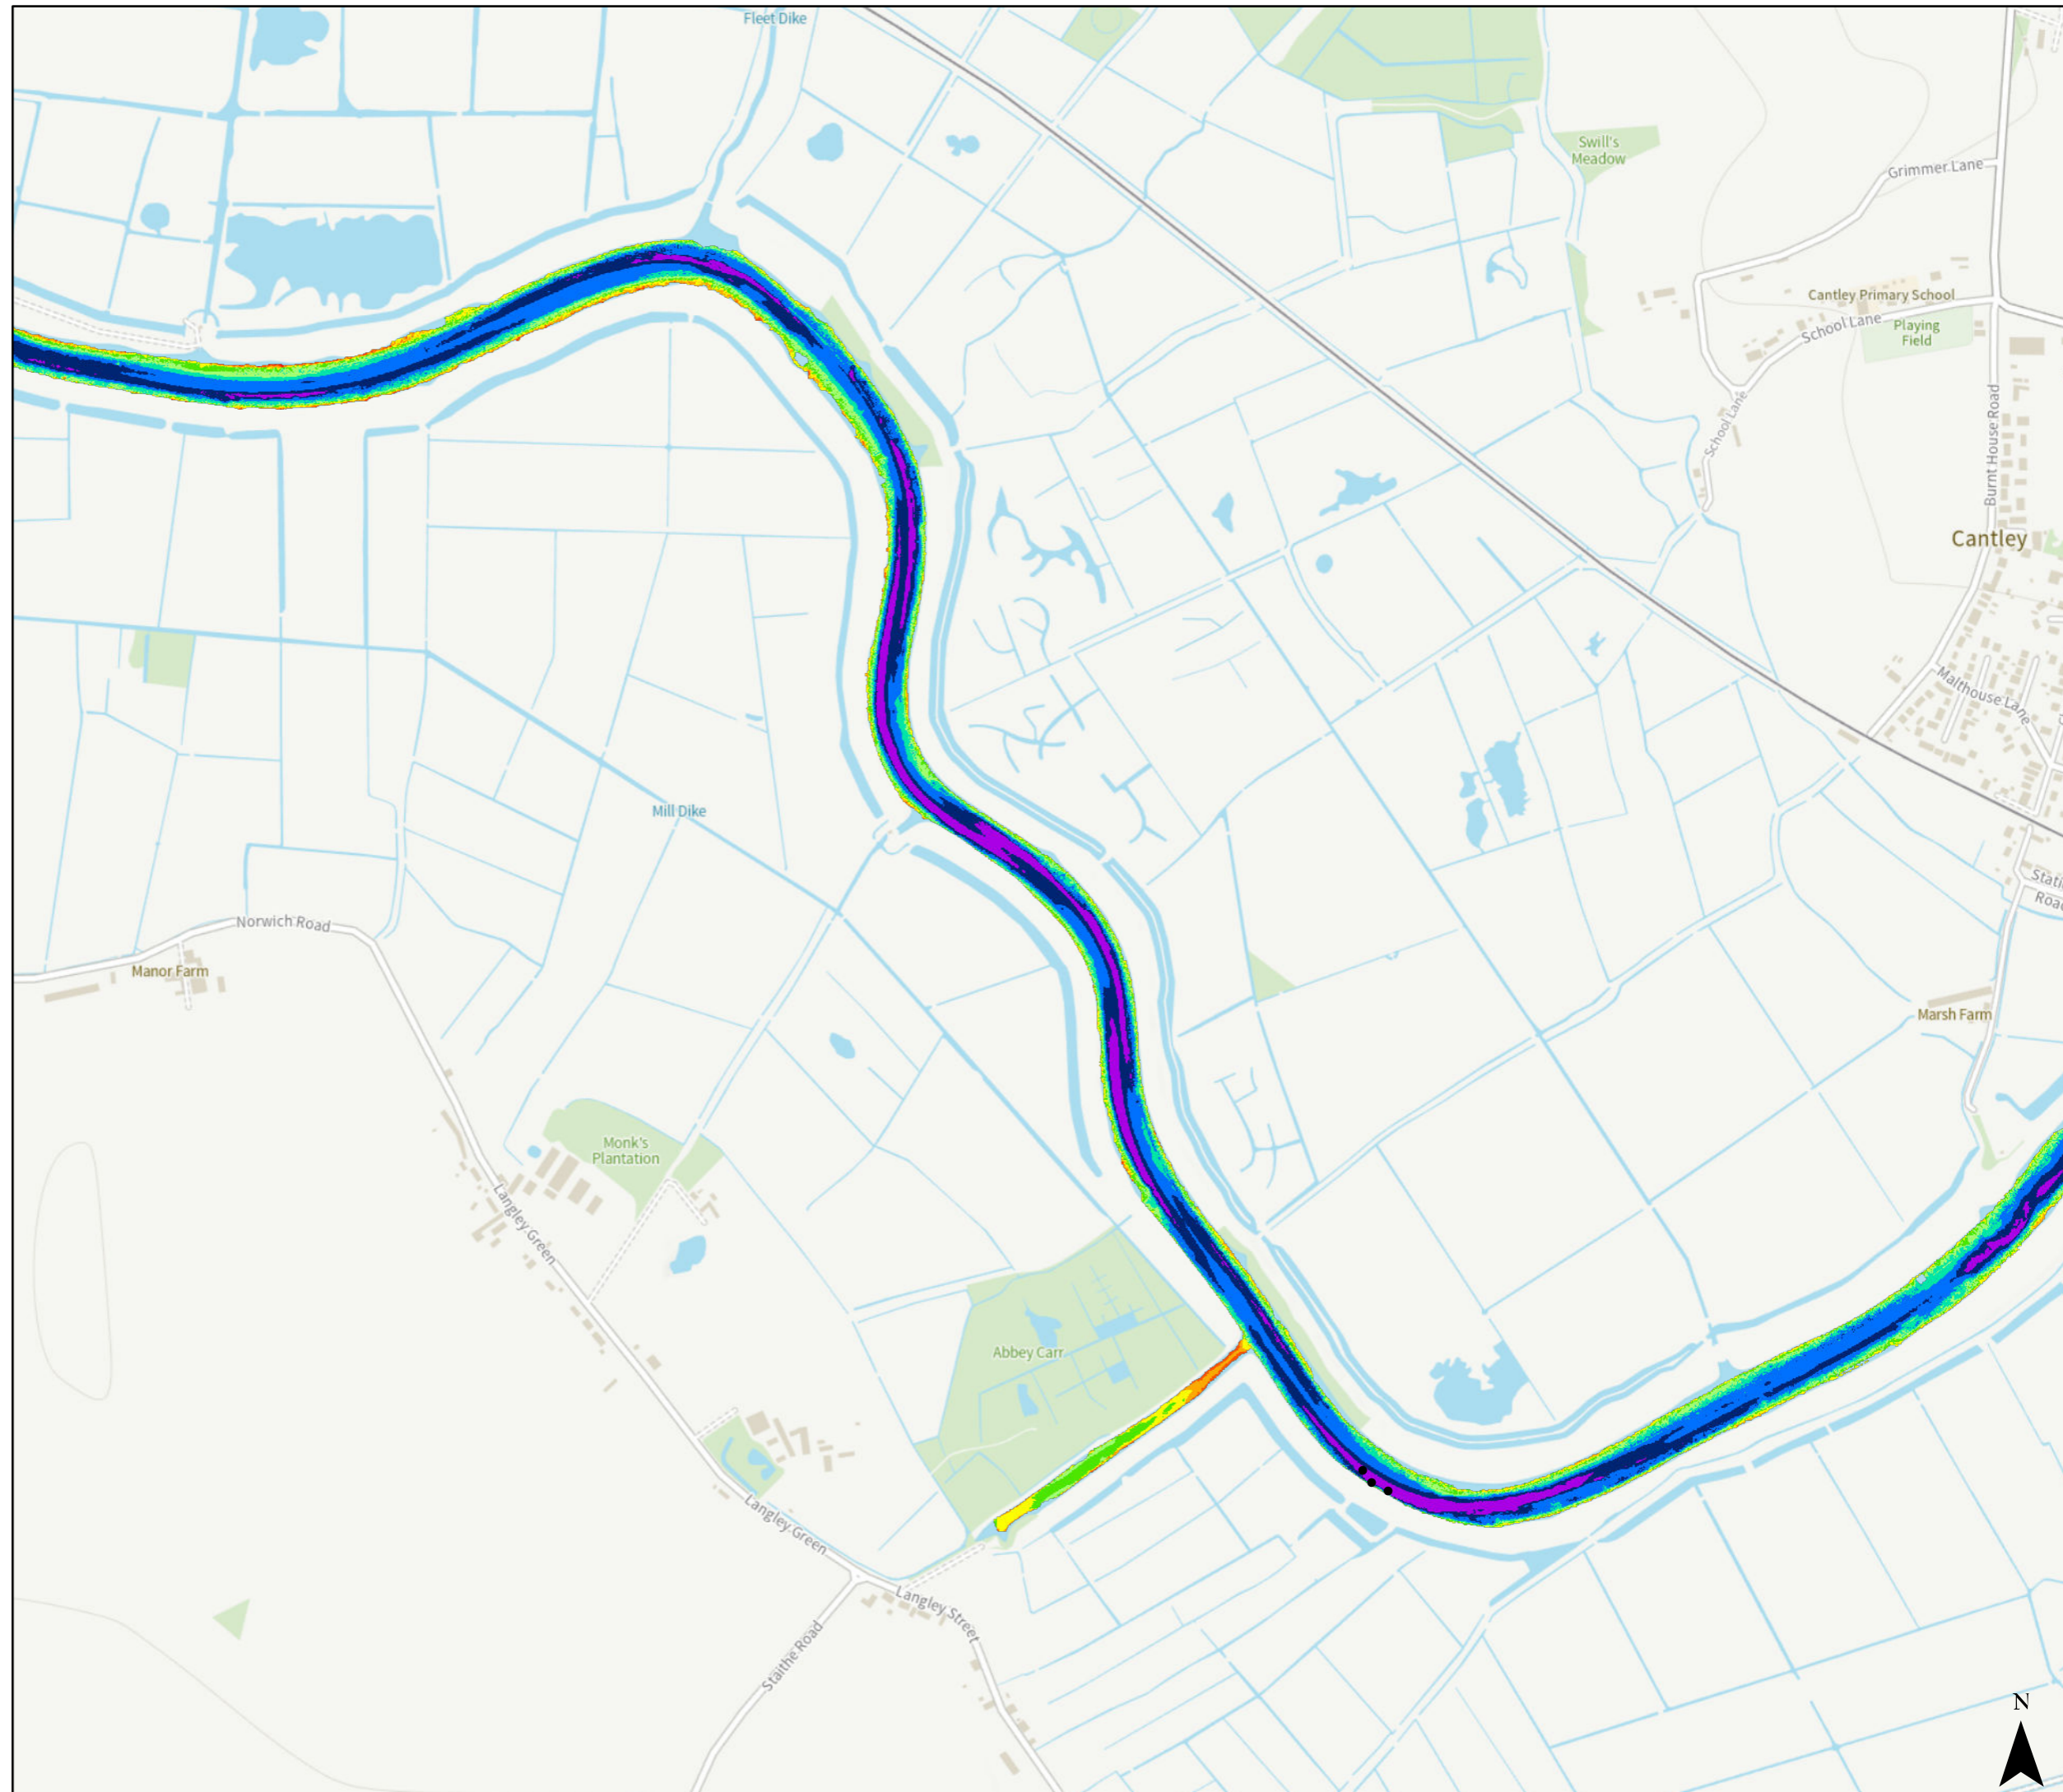 Fleet Dike
Swill's
Meadow
Grimmer Lane
Cantley Primary School
School Lane
Playing
Field
School Lane
Burnt House Road
Cantley
Malthouse Lane
Mill Dike
Norwich Road
Manor Farm
Marsh Farm
Monk's
Plantation
Langley Green
Abbey Carr
Langley Green
Langley Street
Staithe Road
N